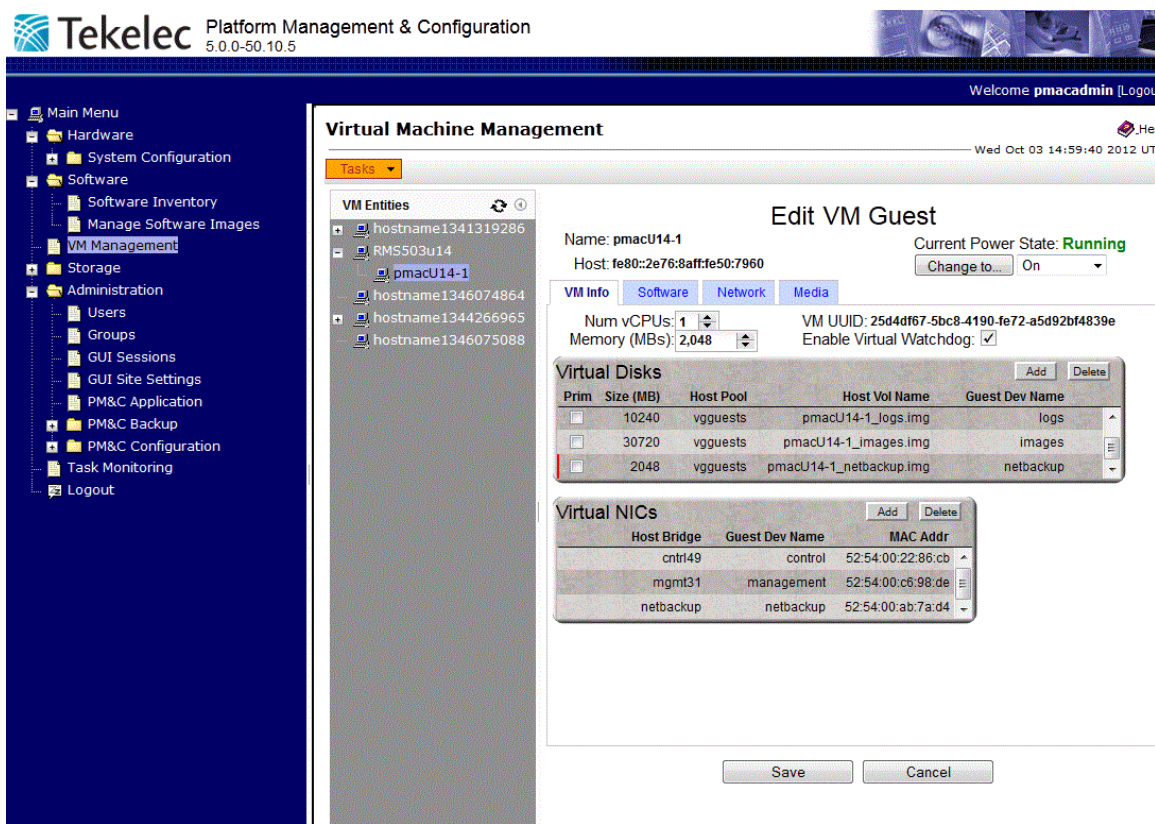 Tekelec Platform Management & Configuration
5.0.0-50.10.5
Welcome pmacadmin [Logou
Main Menu
Hardware
System Configuration
Software
Software Inventory
Manage Software Images
VM Management
Storage
Administration
Users
Groups
GUI Sessions
GUI Site Settings
PM&C Application
PM&C Backup
PM&C Configuration
Task Monitoring
Logout
Virtual Machine Management
He
Wed Oct 03 14:59:40 2012 UT
Tasks
VM Entities
hostname1341319286
RMS503u14
pmacU14-1
hostname1346074864
hostname1344266965
hostname1346075088
Edit VM Guest
Name: pmacU14-1
Current Power State: Running
Host: fe80::2e76:8aff:fe50:7960
Change to... On
VM Info Software Network Media
Num vCPUs: 1 VM UUID: 25d4df67-5bc8-4190-fe72-a5d92bf4839e
Memory (MBs): 2,048 Enable Virtual Watchdog:
Virtual Disks Add Delete
Prim Size (MB) Host Pool Host Vol Name Guest Dev Name
10240 vgguests pmacU14-1_logs.img logs
30720 vgguests pmacU14-1_images.img images
2048 vgguests pmacU14-1_netbackup.img netbackup
Virtual NICs Add Delete
Host Bridge Guest Dev Name MAC Addr
cntrl49 control 52:54:00:22:86:cb
mgmt31 management 52:54:00:c6:98:de
netbackup netbackup 52:54:00:ab:7a:d4
Save Cancel